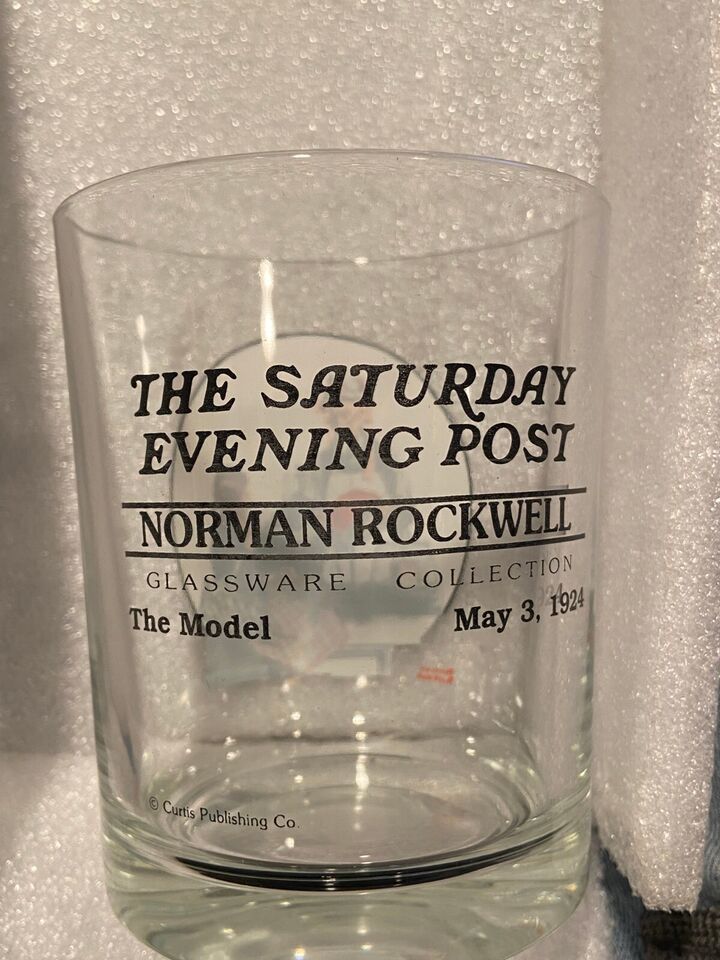 THE SATURDAY
EVENING POST
NORMAN ROCKWELL
GLASSWARE COLLECTION
The Model May 3, 1924
© Curtis Publishing Co.